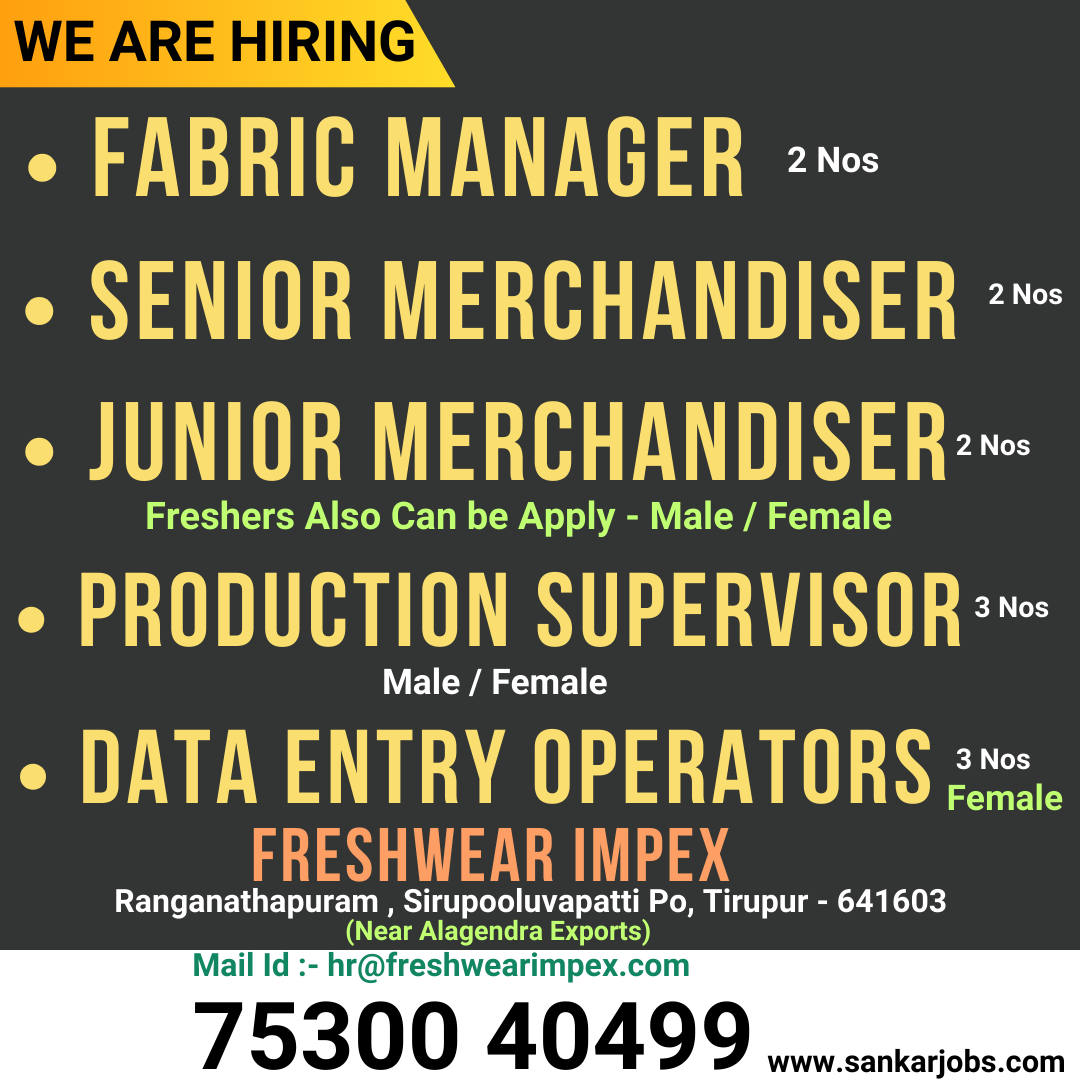 WE ARE HIRING
• FABRIC MANAGER 2 Nos
• SENIOR MERCHANDISER 2 Nos
• JUNIOR MERCHANDISER 2 Nos
Freshers Also Can be Apply - Male / Female
• PRODUCTION SUPERVISOR 3 Nos
Male / Female
• DATA ENTRY OPERATORS 3 Nos
Female
FRESHWEAR IMPEX
Ranganathapuram , Sirupooluvapatti Po, Tirupur - 641603
(Near Alagendra Exports)
Mail Id :- hr@freshwearimpex.com
75300 40499 www.sankarjobs.com